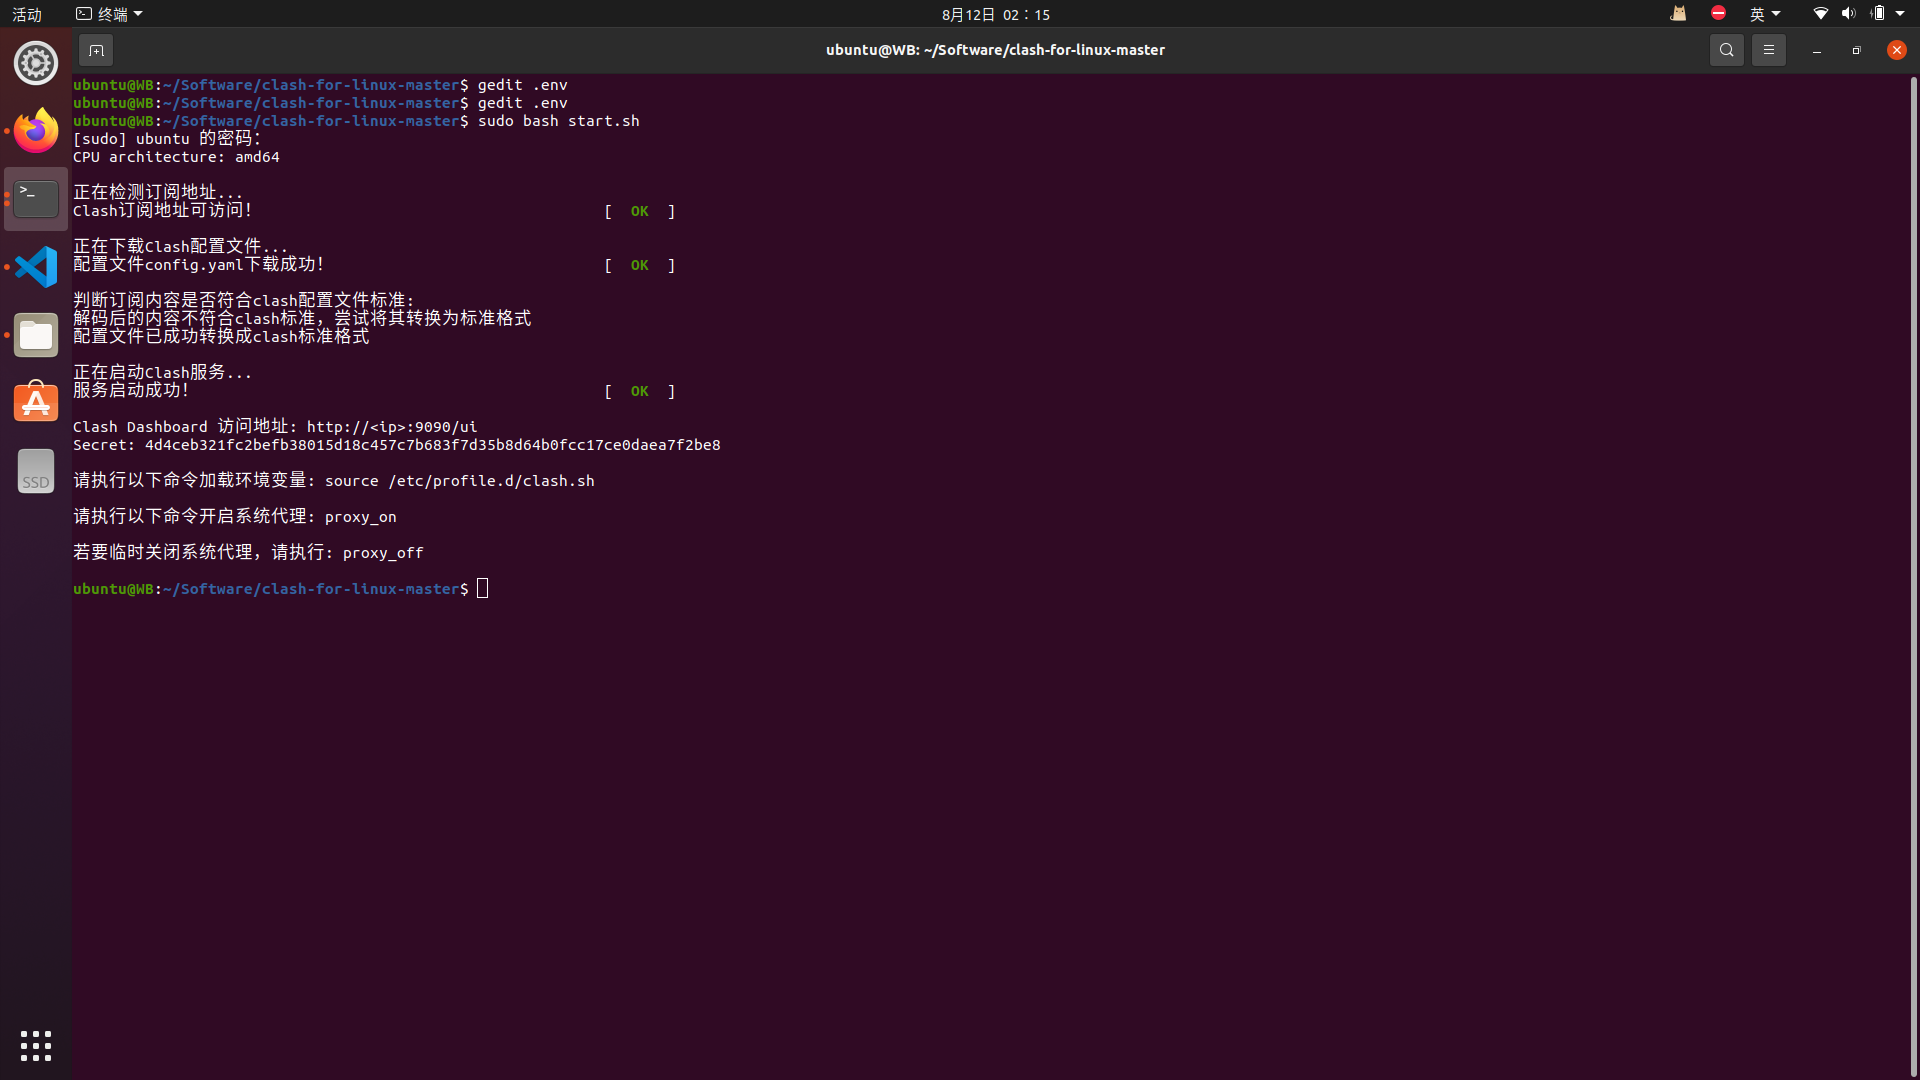 活动 终端 8月12日 02：15 英
ubuntu@WB: ~/Software/clash-for-linux-master
ubuntu@WB:~/Software/clash-for-linux-master$ gedit .env
ubuntu@WB:~/Software/clash-for-linux-master$ gedit .env
ubuntu@WB:~/Software/clash-for-linux-master$ sudo bash start.sh
[sudo] ubuntu 的密码：
CPU architecture: amd64
正在检测订阅地址...
Clash订阅地址可访问！ [  OK  ]
正在下载Clash配置文件...
配置文件config.yaml下载成功！ [  OK  ]
判断订阅内容是否符合clash配置文件标准:
解码后的内容不符合clash标准，尝试将其转换为标准格式
配置文件已成功转换成clash标准格式
正在启动Clash服务...
服务启动成功！ [  OK  ]
Clash Dashboard 访问地址: http://<ip>:9090/ui
Secret: 4d4ceb321fc2befb38015d18c457c7b683f7d35b8d64b0fcc17ce0daea7f2be8
请执行以下命令加载环境变量: source /etc/profile.d/clash.sh
请执行以下命令开启系统代理: proxy_on
若要临时关闭系统代理，请执行: proxy_off
ubuntu@WB:~/Software/clash-for-linux-master$
SSD